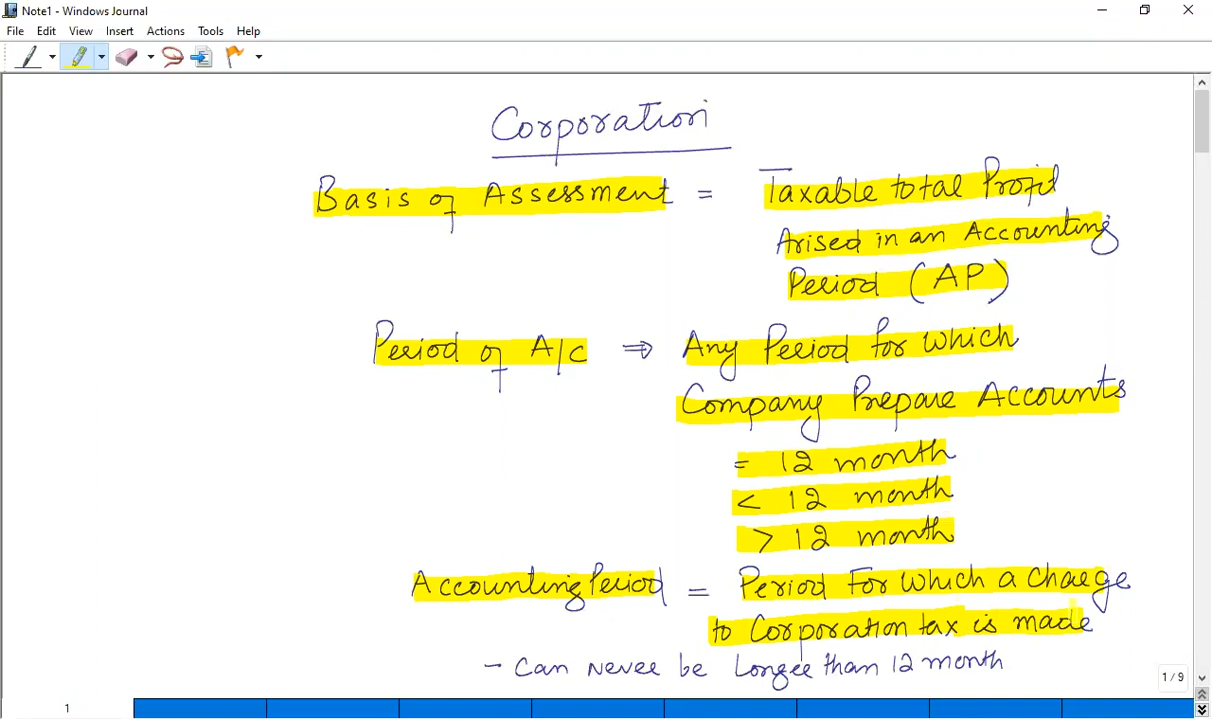 Note1 - Windows Journal
File Edit View Insert Actions Tools Help
Corporation
Basis of Assessment = Taxable total Profit
Arised in an Accounting
Period (AP)
Period of A/c ⇒ Any Period for which
Company Prepare Accounts
= 12 month
< 12 month
> 12 month
Accounting Period = Period For which a charge
to Corporation tax is made
- Can never be Longer than 12 month
1 / 9
1